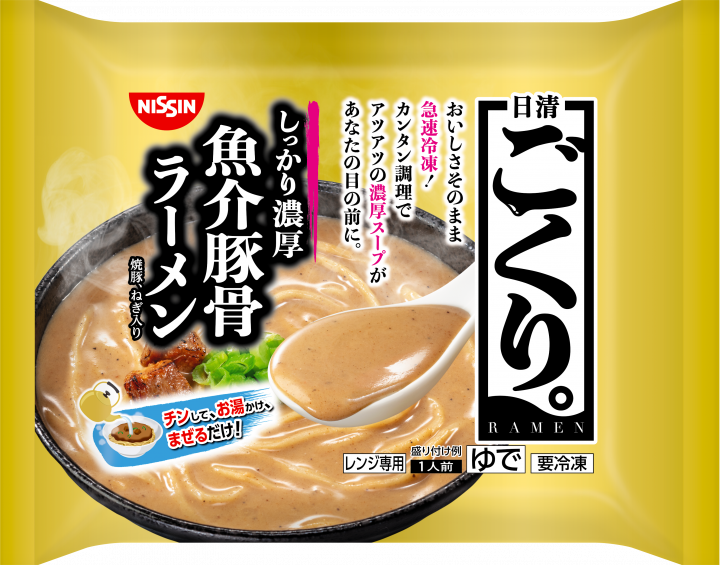 日清
ごくり。
RAMEN
おいしさそのまま
急速冷凍!
カンタン調理で
アツアツの濃厚スープが
あなたの目の前に。
NISSIN
しっかり濃厚
魚介豚骨
ラーメン
焼豚、ねぎ入り
チンして、お湯かけ、
まぜるだけ!
レンジ専用
盛り付け例
1人前
ゆで
要冷凍